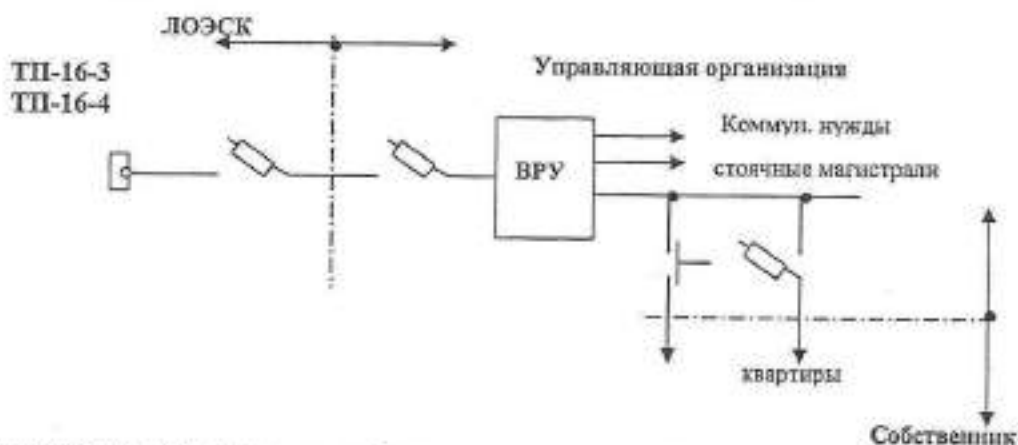 ЛОЭСК
ТП-16-3
ТП-16-4
Управляющая организация
Коммун. нужды
ВРУ
стоячные магистрали
квартиры
Собственник